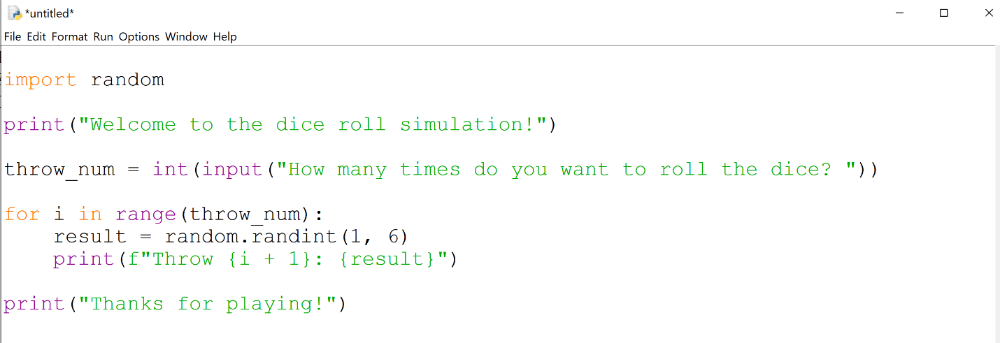 *untitled*
File Edit Format Run Options Window Help
import random
print("Welcome to the dice roll simulation!")
throw_num = int(input("How many times do you want to roll the dice? "))
for i in range(throw_num):
    result = random.randint(1, 6)
    print(f"Throw {i + 1}: {result}")
print("Thanks for playing!")